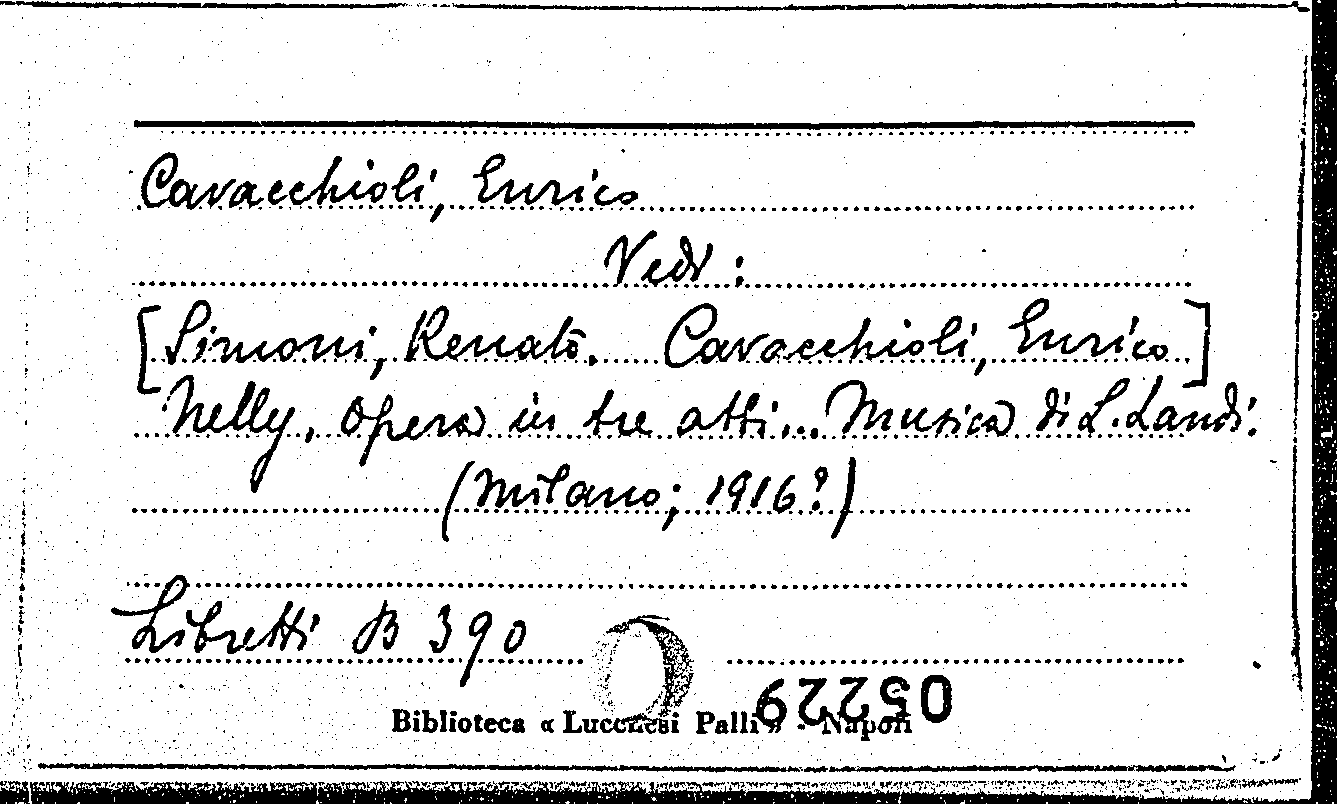 Cavacchioli, Enrico
Vedi :
[Simoni, Renato. Cavacchioli, Enrico]
Nelly. Opera in tre atti... Musica di L. Landi.
(Milano; 1916?)
Libretti B 390
05229
Biblioteca « Lucchesi Palli » - Napoli